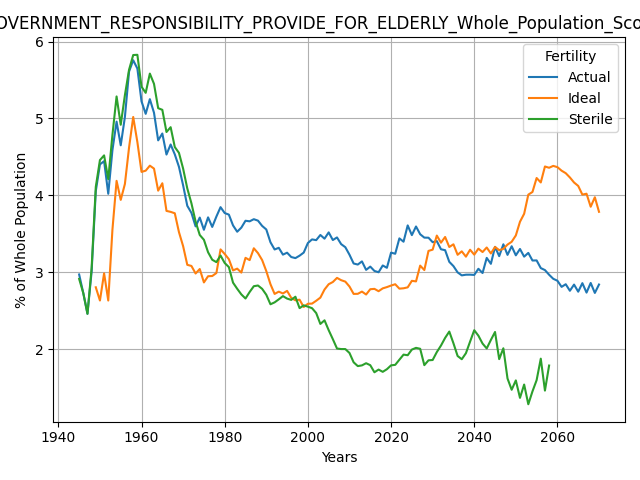 OVERNMENT_RESPONSIBILITY_PROVIDE_FOR_ELDERLY_Whole_Population_Sco
6
5
4
3
2
% of Whole Population
Fertility
Actual
Ideal
Sterile
1940 1960 1980 2000 2020 2040 2060
Years